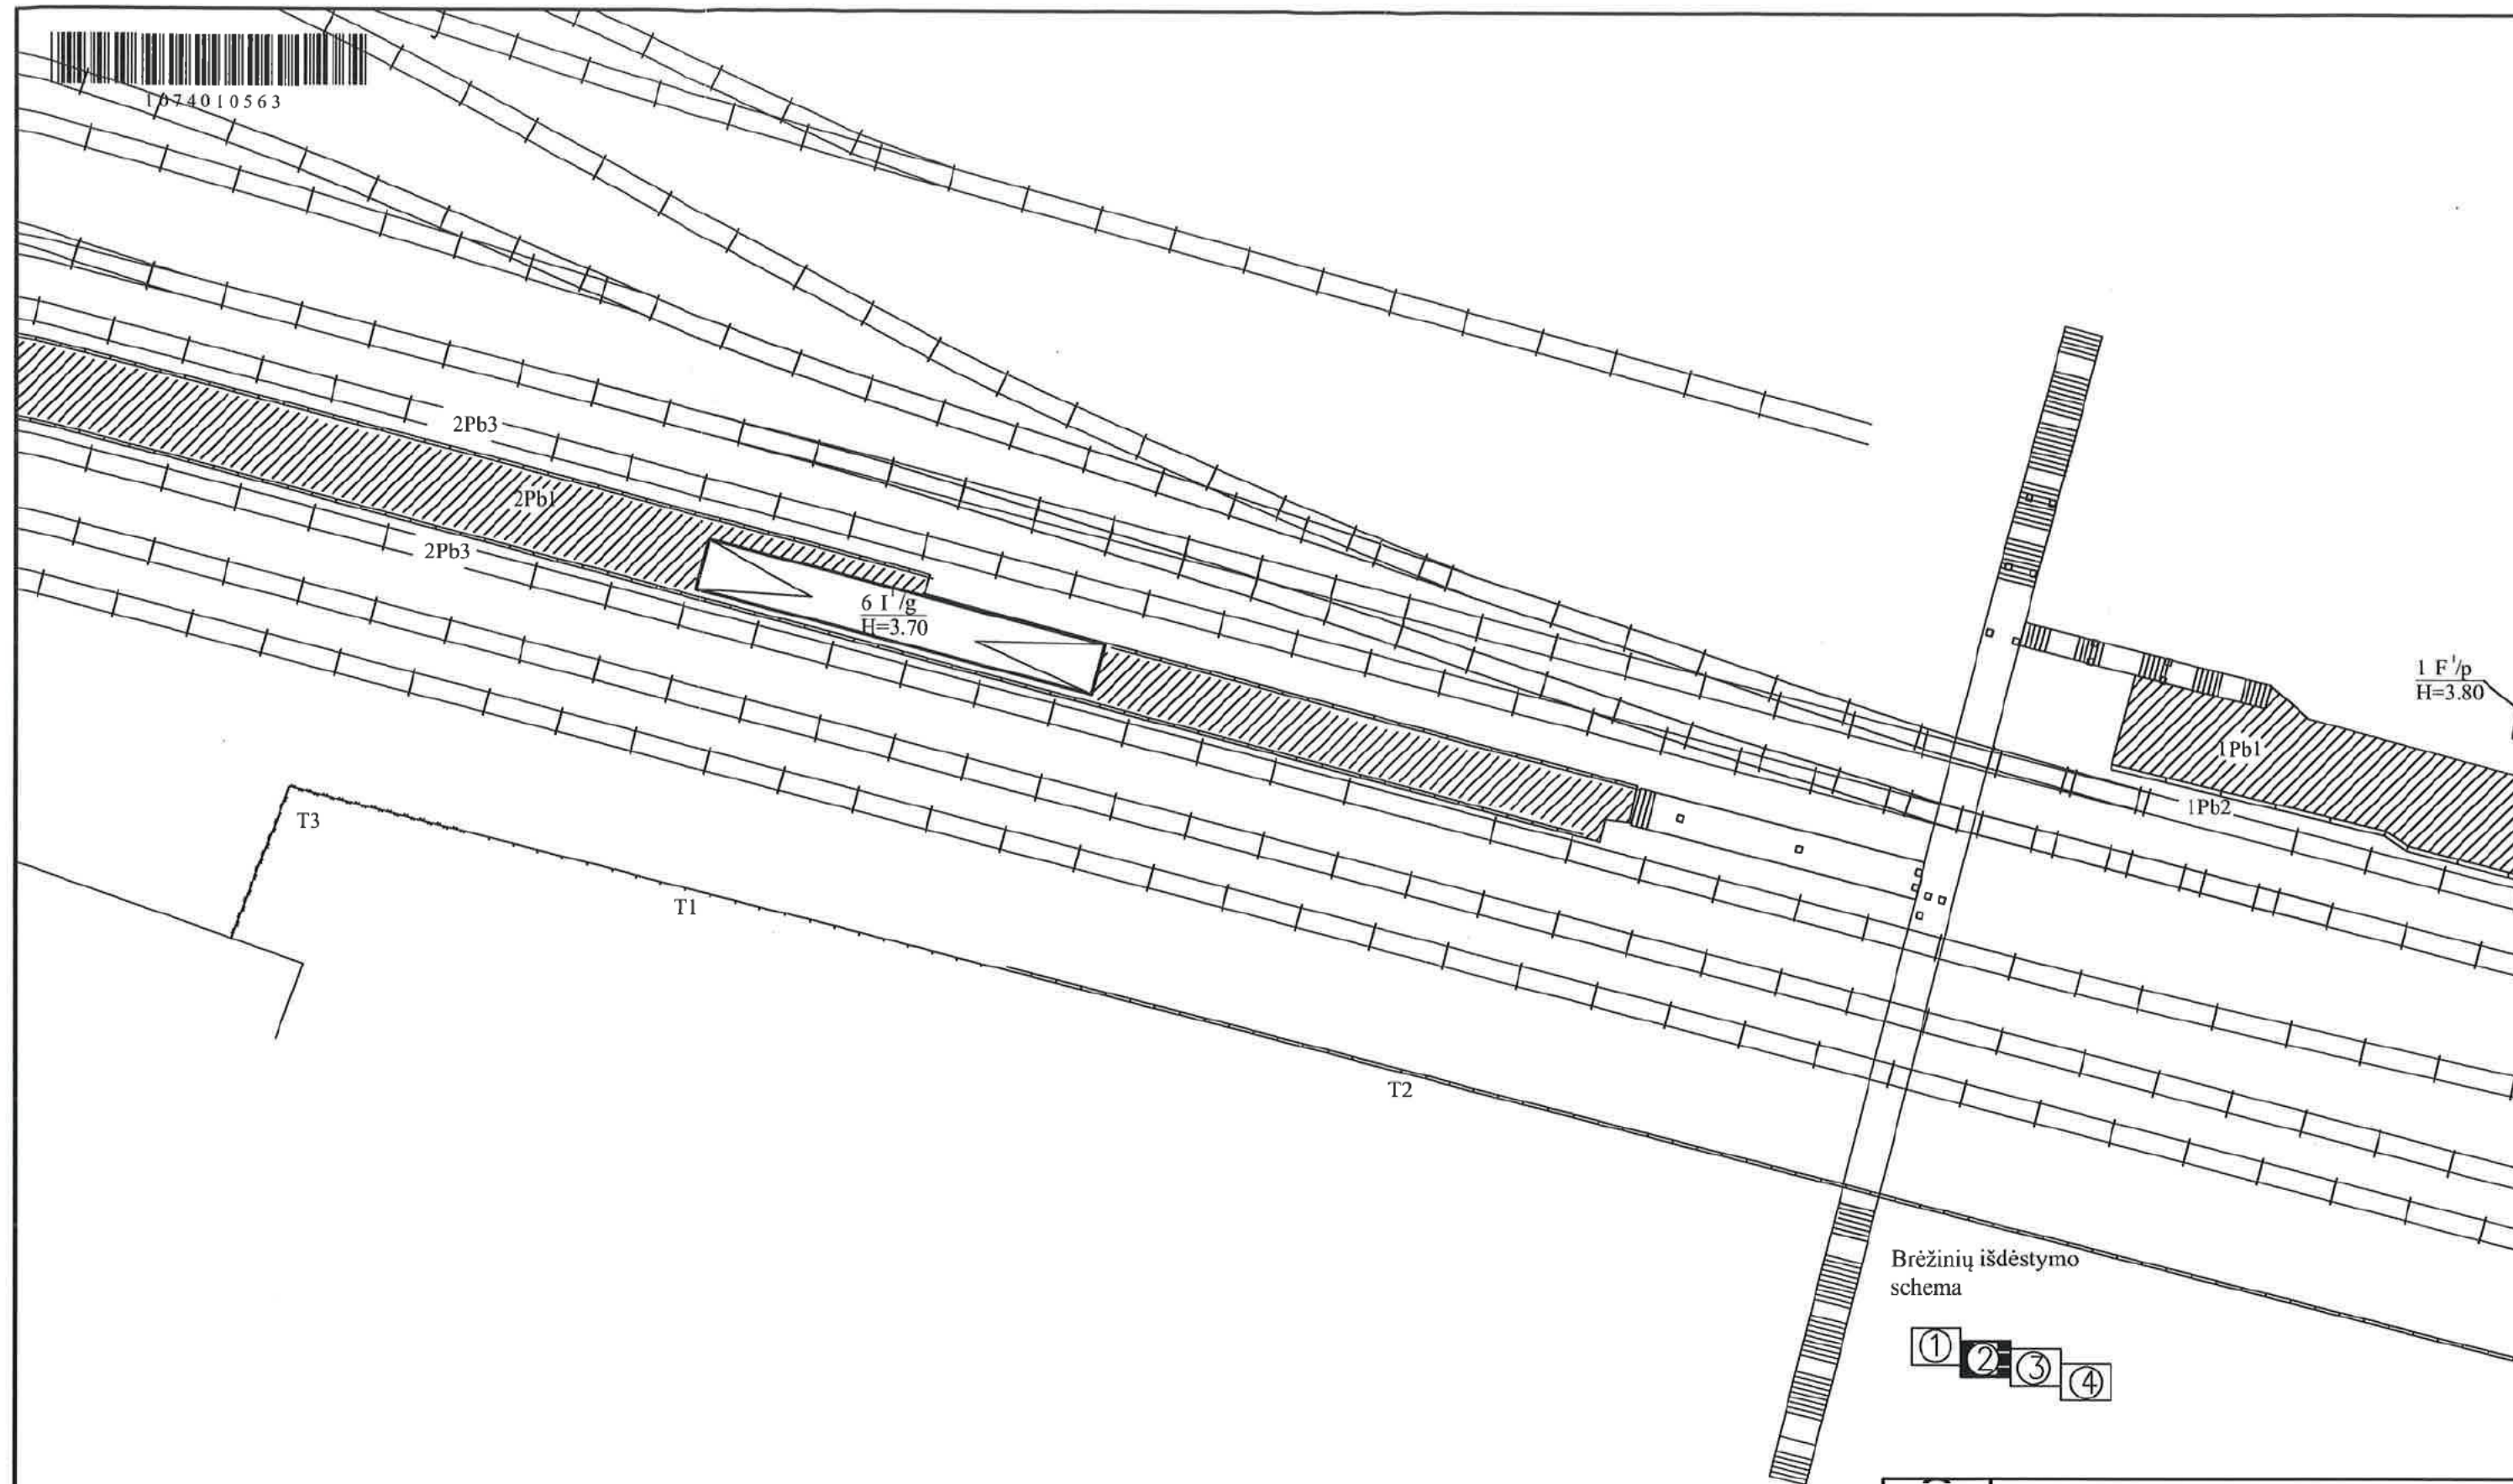 1074010563
2Pb3
2Pb1
2Pb3
6 I¹/g
H=3.70
1 F¹/p
H=3.80
1Pb1
1Pb2
T3
T1
T2
Brėžinių išdėstymo
schema
1
2
3
4